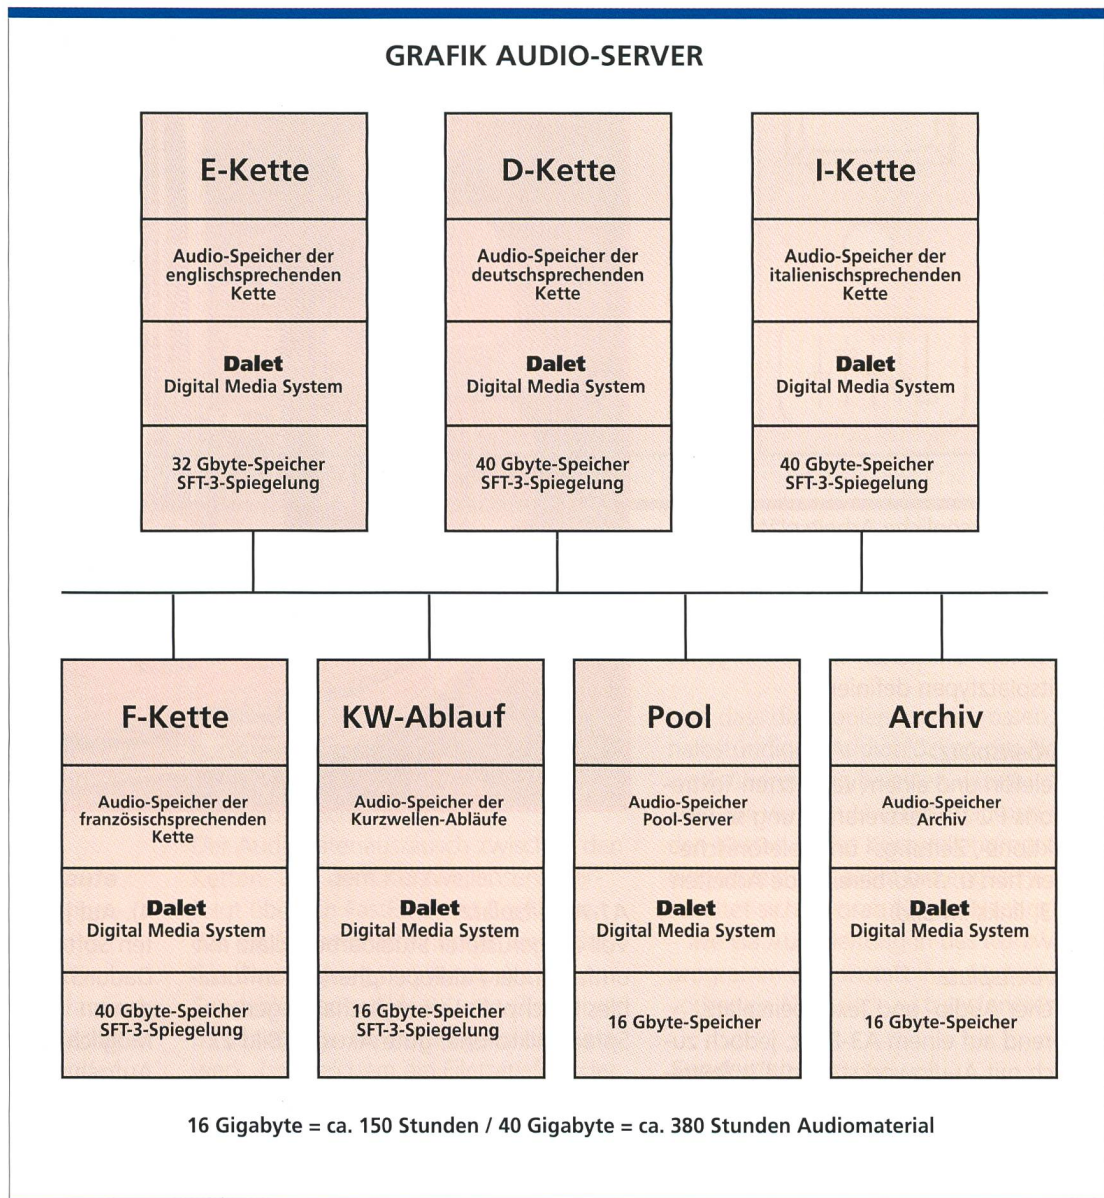 GRAFIK AUDIO-SERVER
E-Kette
Audio-Speicher der
englischsprechenden
Kette
Dalet
Digital Media System
32 Gbyte-Speicher
SFT-3-Spiegelung
D-Kette
Audio-Speicher der
deutschsprechenden
Kette
Dalet
Digital Media System
40 Gbyte-Speicher
SFT-3-Spiegelung
I-Kette
Audio-Speicher der
italienischsprechenden
Kette
Dalet
Digital Media System
40 Gbyte-Speicher
SFT-3-Spiegelung
F-Kette
Audio-Speicher der
französischsprechenden
Kette
Dalet
Digital Media System
40 Gbyte-Speicher
SFT-3-Spiegelung
KW-Ablauf
Audio-Speicher der
Kurzwellen-Abläufe
Dalet
Digital Media System
16 Gbyte-Speicher
SFT-3-Spiegelung
Pool
Audio-Speicher
Pool-Server
Dalet
Digital Media System
16 Gbyte-Speicher
Archiv
Audio-Speicher
Archiv
Dalet
Digital Media System
16 Gbyte-Speicher
16 Gigabyte = ca. 150 Stunden / 40 Gigabyte = ca. 380 Stunden Audiomaterial